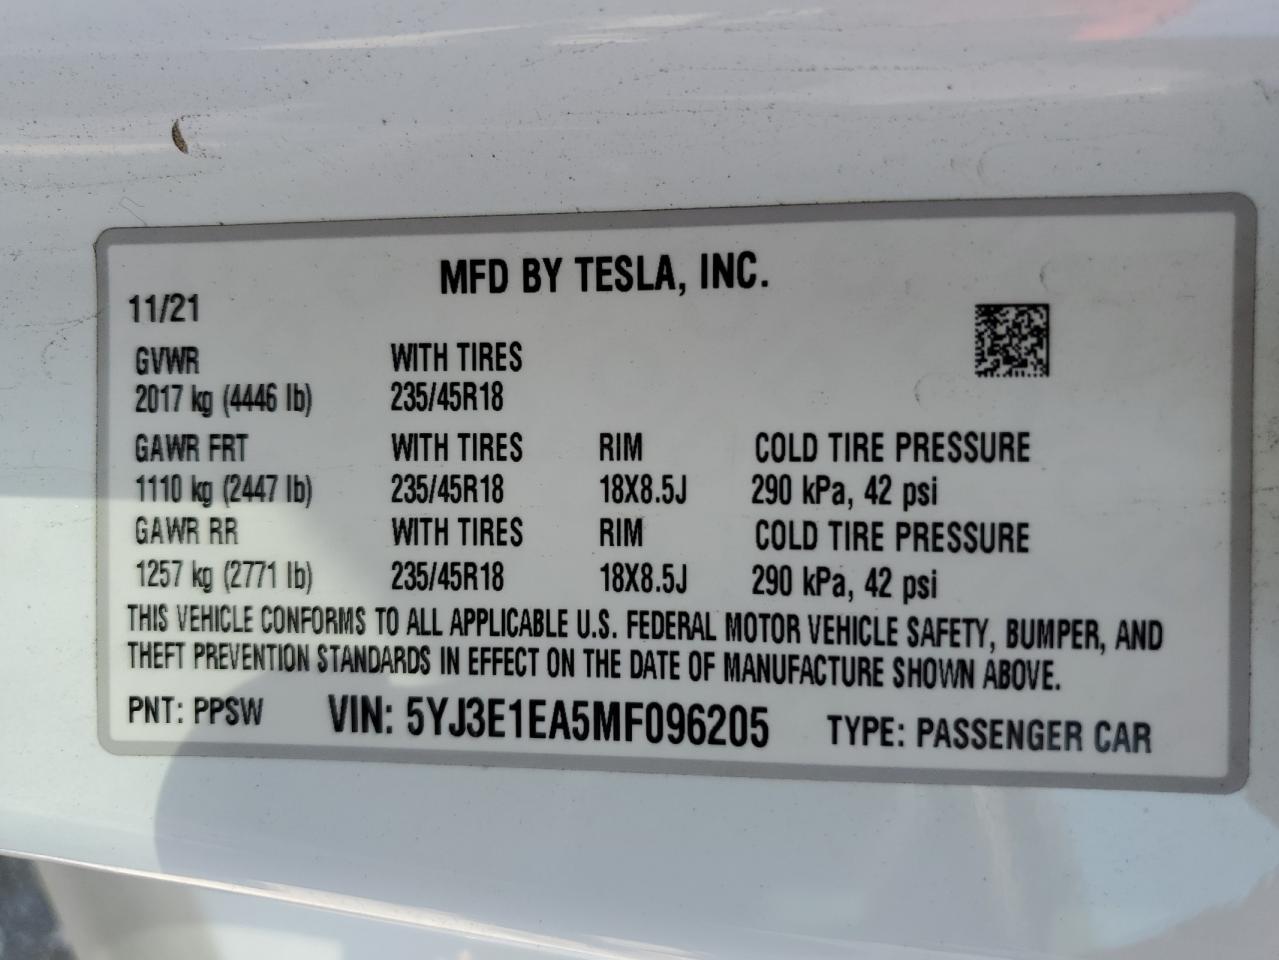 MFD BY TESLA, INC.
11/21
GVWR WITH TIRES
2017 kg (4446 lb) 235/45R18
GAWR FRT WITH TIRES RIM COLD TIRE PRESSURE
1110 kg (2447 lb) 235/45R18 18X8.5J 290 kPa, 42 psi
GAWR RR WITH TIRES RIM COLD TIRE PRESSURE
1257 kg (2771 lb) 235/45R18 18X8.5J 290 kPa, 42 psi
THIS VEHICLE CONFORMS TO ALL APPLICABLE U.S. FEDERAL MOTOR VEHICLE SAFETY, BUMPER, AND
THEFT PREVENTION STANDARDS IN EFFECT ON THE DATE OF MANUFACTURE SHOWN ABOVE.
PNT: PPSW VIN: 5YJ3E1EA5MF096205 TYPE: PASSENGER CAR